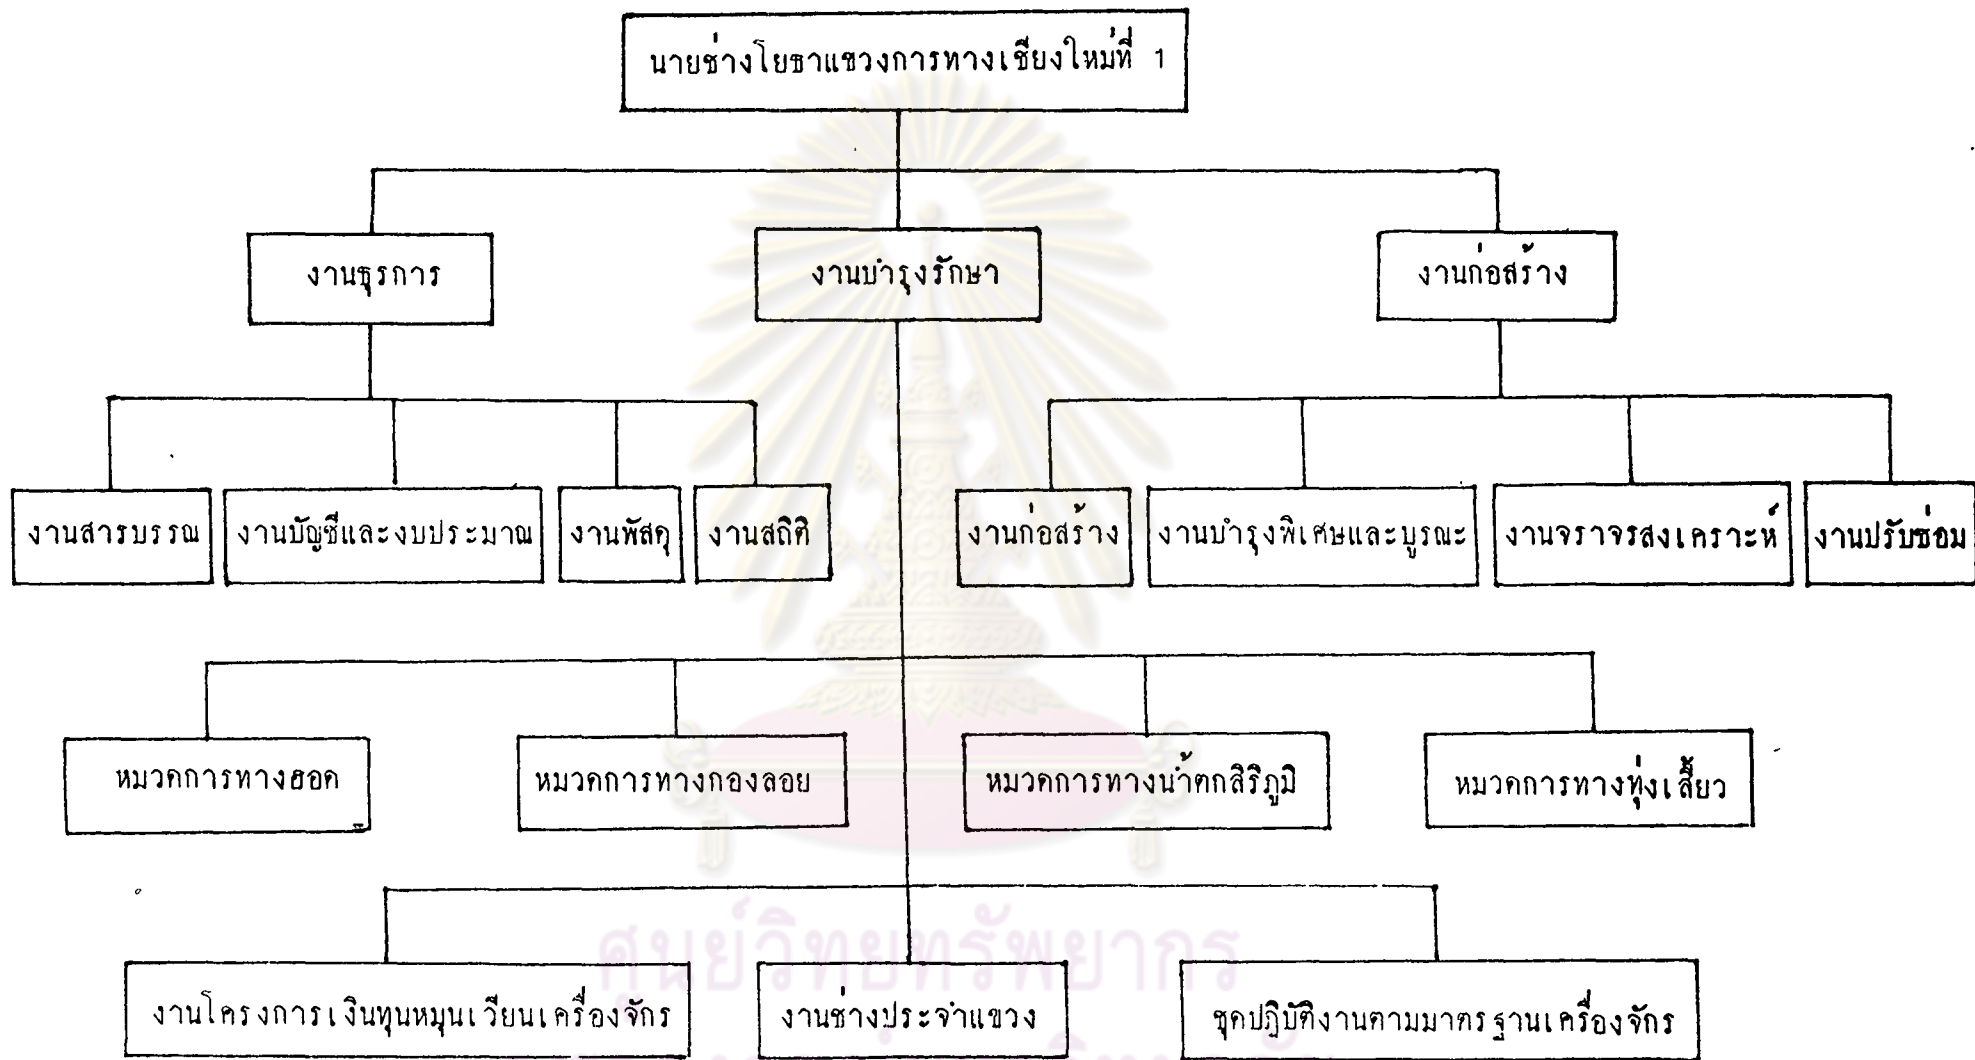 นายช่างโยธาแขวงการทางเชียงใหม่ที่ 1
งานธุรการ
งานบำรุงรักษา
งานก่อสร้าง
งานสารบรรณ
งานบัญชีและงบประมาณ
งานพัสดุ
งานสถิติ
งานก่อสร้าง
งานบำรุงพิเศษและบูรณะ
งานจราจรสงเคราะห์
งานปรับซ่อม
หมวดการทางฮอด
หมวดการทางกองลอย
หมวดการทางน้ำตกสิริภูมิ
หมวดการทางทุ่งเสี้ยว
ศูนย์วิทยทรัพยากร
งานโครงการเงินทุนหมุนเวียนเครื่องจักร
งานช่างประจำแขวง
ชุดปฏิบัติงานตามมาตรฐานเครื่องจักร